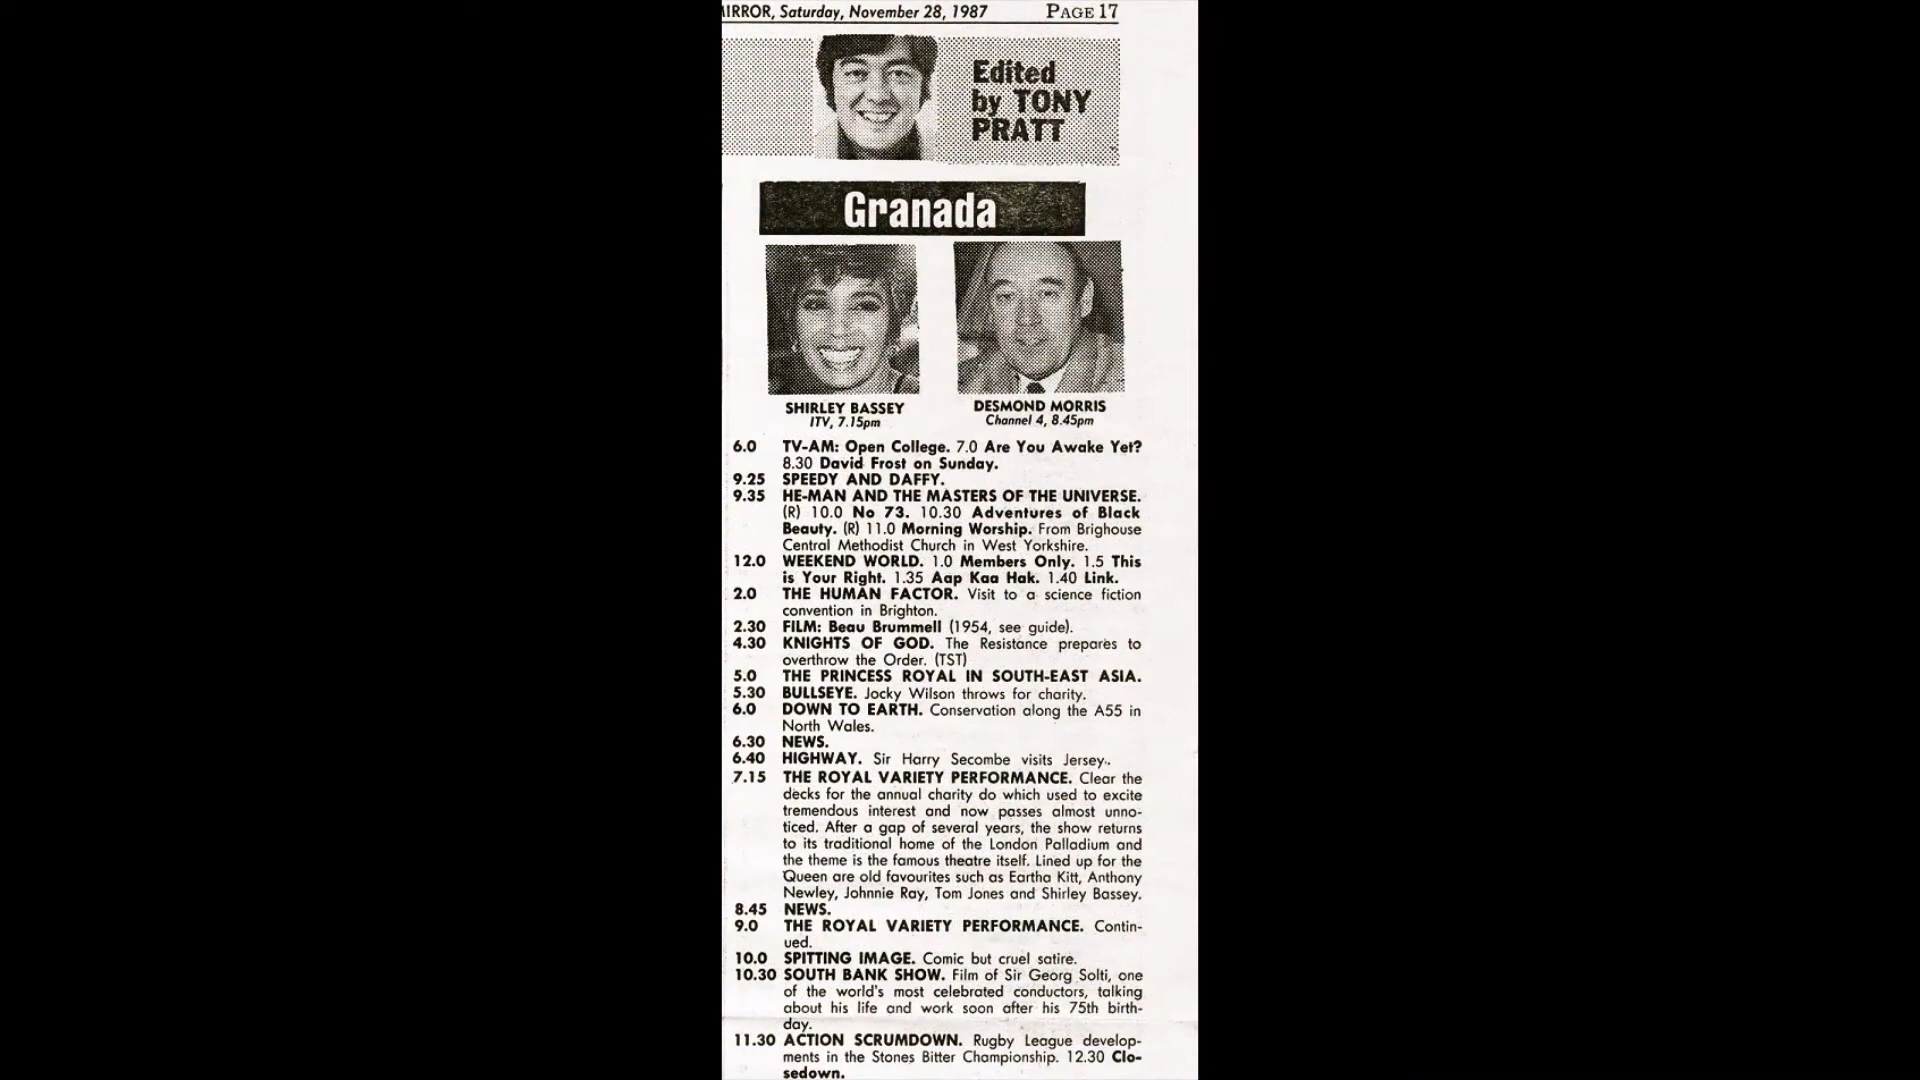 IRROR, Saturday, November 28, 1987 PAGE 17
Edited
by TONY
PRATT
Granada
SHIRLEY BASSEY
ITV, 7.15pm
DESMOND MORRIS
Channel 4, 8.45pm
6.0 TV-AM: Open College. 7.0 Are You Awake Yet?
8.30 David Frost on Sunday.
9.25 SPEEDY AND DAFFY.
9.35 HE-MAN AND THE MASTERS OF THE UNIVERSE.
(R) 10.0 No 73. 10.30 Adventures of Black
Beauty. (R) 11.0 Morning Worship. From Brighouse
Central Methodist Church in West Yorkshire.
12.0 WEEKEND WORLD. 1.0 Members Only. 1.5 This
is Your Right. 1.35 Aap Kaa Hak. 1.40 Link.
2.0 THE HUMAN FACTOR. Visit to a science fiction
convention in Brighton.
2.30 FILM: Beau Brummell (1954, see guide).
4.30 KNIGHTS OF GOD. The Resistance prepares to
overthrow the Order. (TST)
5.0 THE PRINCESS ROYAL IN SOUTH-EAST ASIA.
5.30 BULLSEYE. Jocky Wilson throws for charity.
6.0 DOWN TO EARTH. Conservation along the A55 in
North Wales.
6.30 NEWS.
6.40 HIGHWAY. Sir Harry Secombe visits Jersey.
7.15 THE ROYAL VARIETY PERFORMANCE. Clear the
decks for the annual charity do which used to excite
tremendous interest and now passes almost unno-
ticed. After a gap of several years, the show returns
to its traditional home of the London Palladium and
the theme is the famous theatre itself. Lined up for the
Queen are old favourites such as Eartha Kitt, Anthony
Newley, Johnnie Ray, Tom Jones and Shirley Bassey.
8.45 NEWS.
9.0 THE ROYAL VARIETY PERFORMANCE. Contin-
ued.
10.0 SPITTING IMAGE. Comic but cruel satire.
10.30 SOUTH BANK SHOW. Film of Sir Georg Solti, one
of the world's most celebrated conductors, talking
about his life and work soon after his 75th birth-
day.
11.30 ACTION SCRUMDOWN. Rugby League develop-
ments in the Stones Bitter Championship. 12.30 Clo-
sedown.